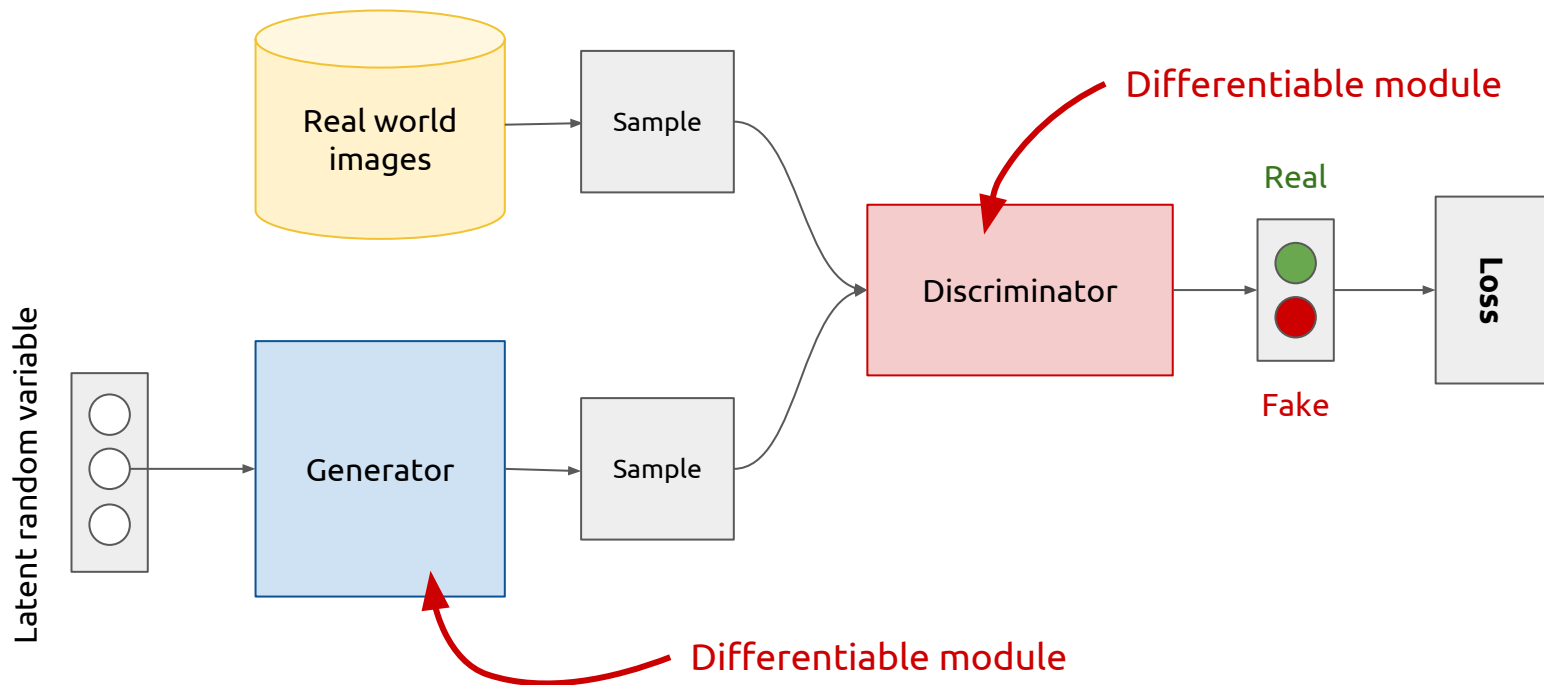 Real world
images
Sample
Differentiable module
Real
Discriminator
Loss
Fake
Latent random variable
Generator
Sample
Differentiable module